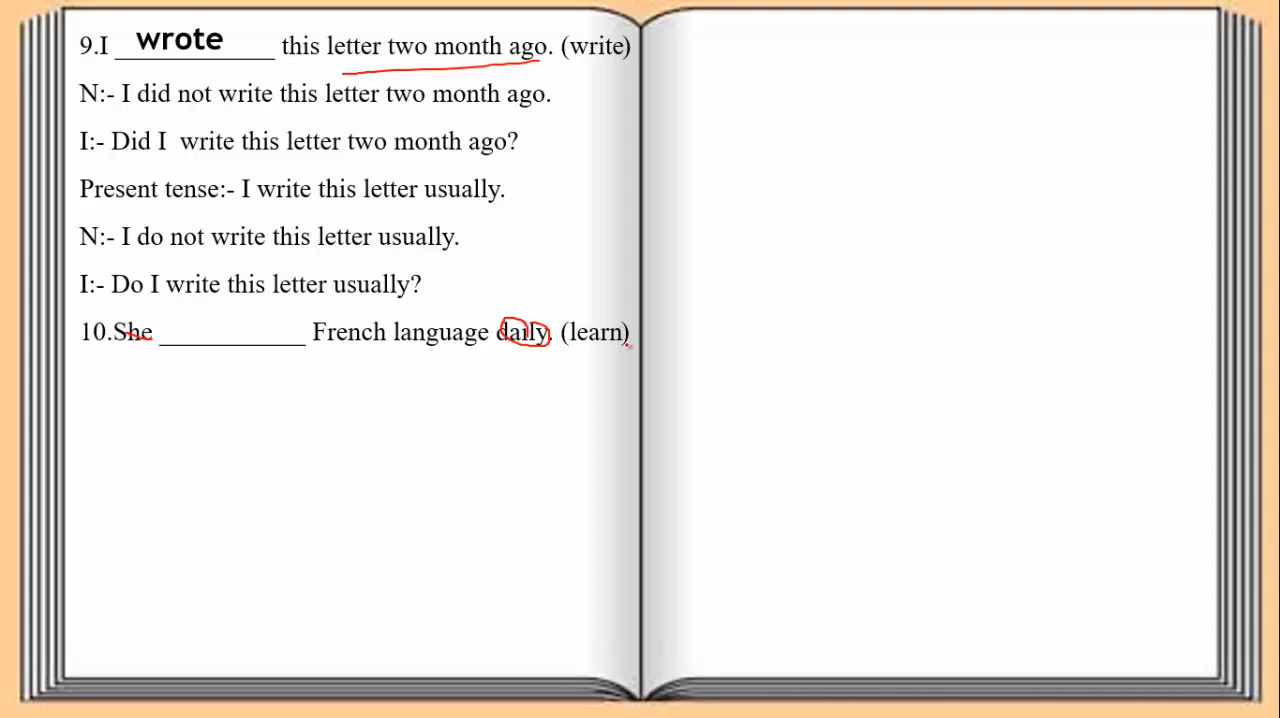 9.I wrote this letter two month ago. (write)
N:- I did not write this letter two month ago.
I:- Did I write this letter two month ago?
Present tense:- I write this letter usually.
N:- I do not write this letter usually.
I:- Do I write this letter usually?
10.She ___________ French language daily. (learn)